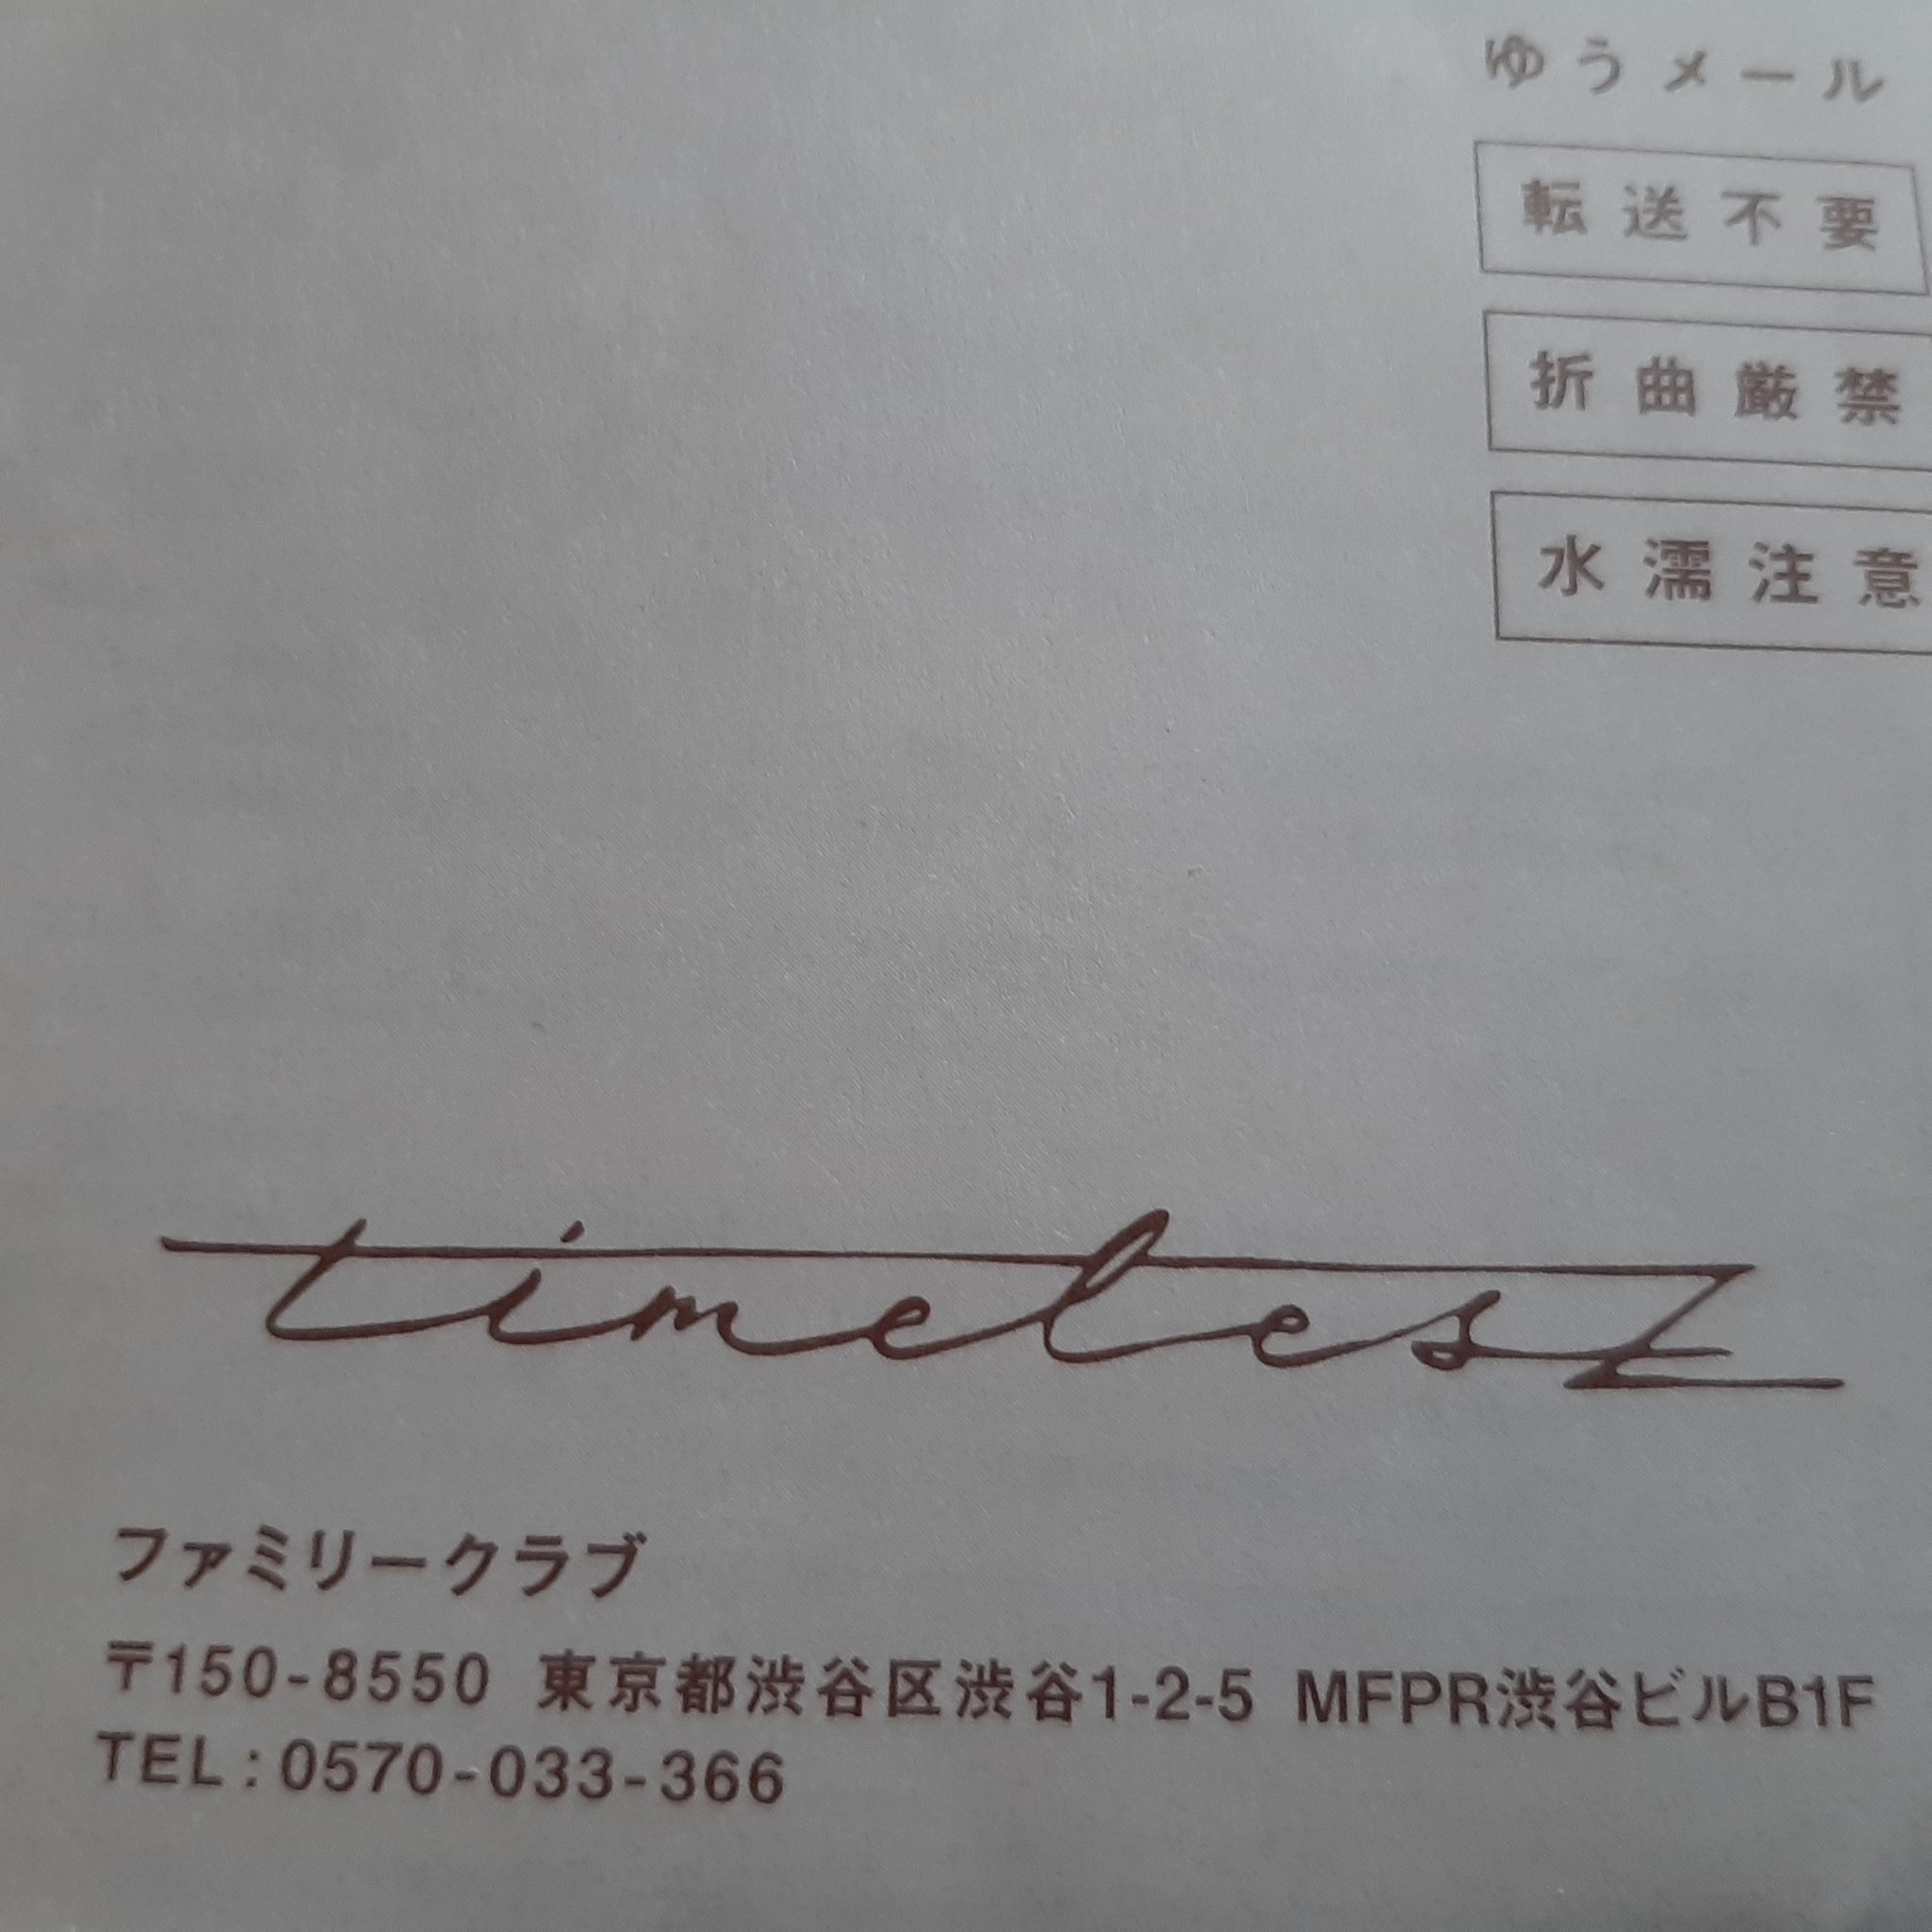 ゆうメール
転送不要
折曲厳禁
水濡注意
timelesz
ファミリークラブ
〒150-8550 東京都渋谷区渋谷1-2-5 MFPR渋谷ビルB1F
TEL:0570-033-366